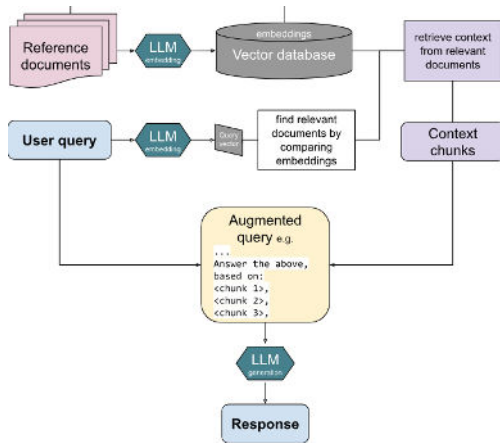 Reference
documents
LLM
embedding
embeddings
Vector database
retrieve context
from relevant
documents
User query
LLM
embedding
Query
vector
find relevant
documents by
comparing
embeddings
Context
chunks
Augmented
query e.g.
...
Answer the above,
based on:
<chunk 1>,
<chunk 2>,
<chunk 3>,
LLM
generation
Response